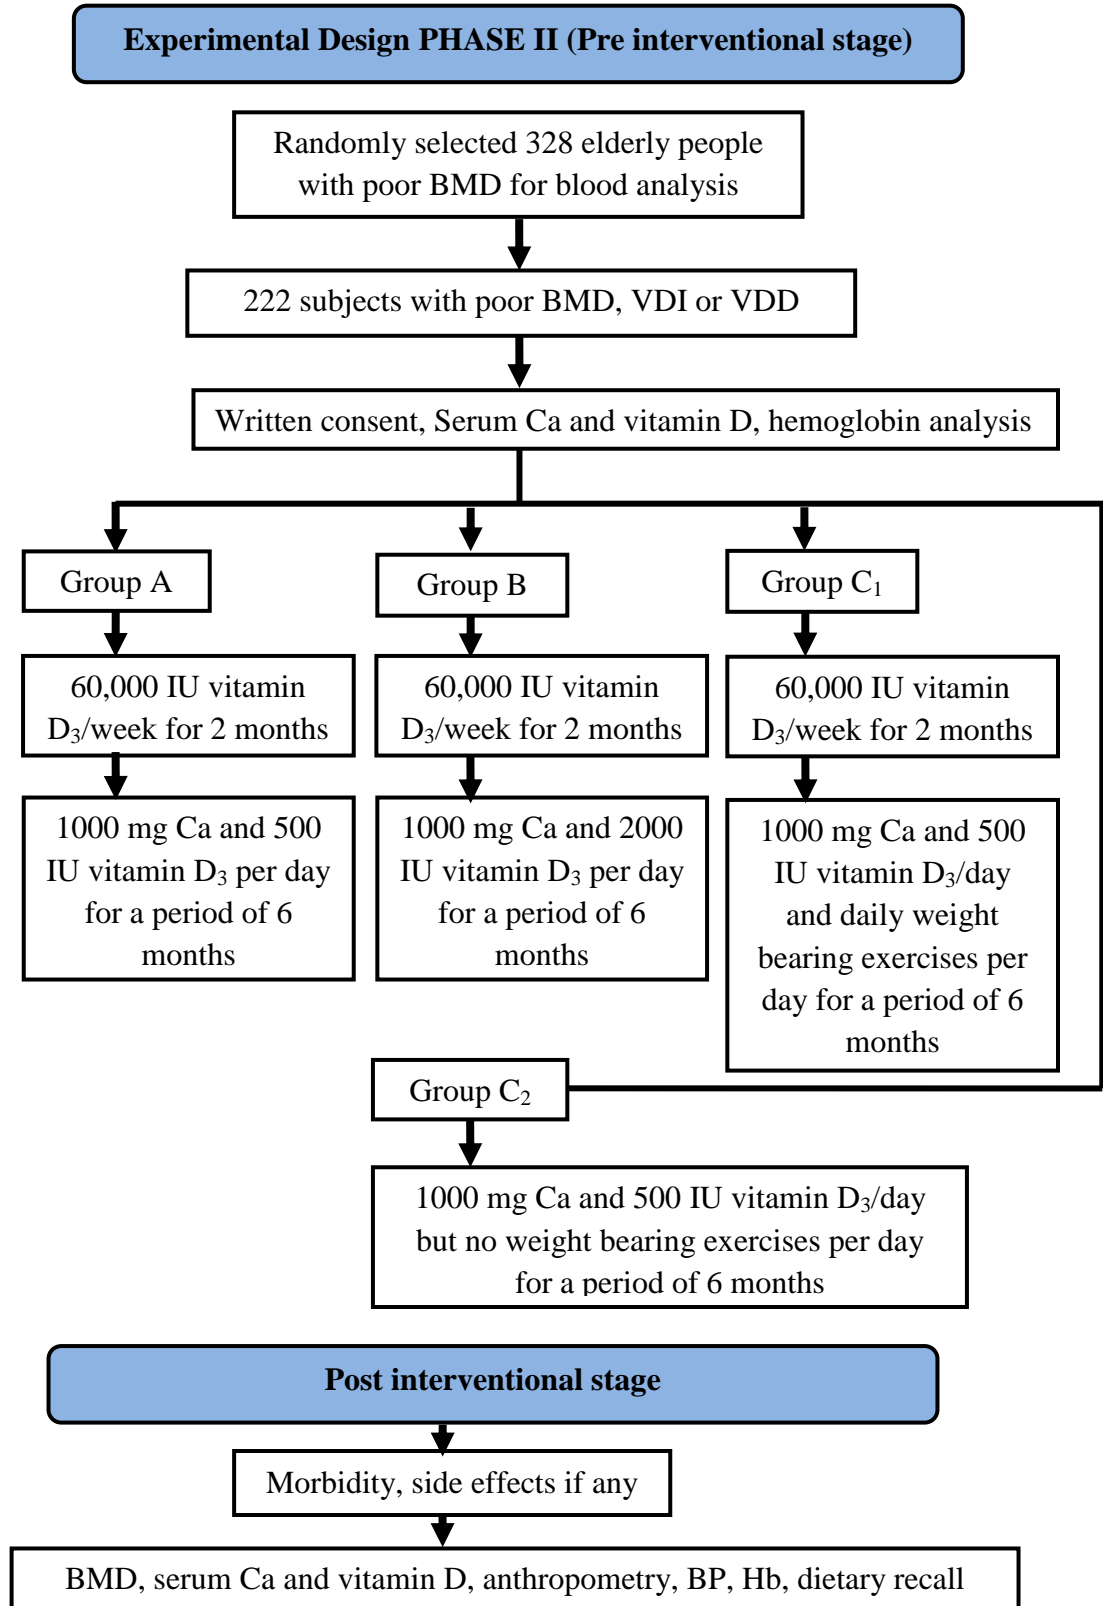 Experimental Design PHASE II (Pre interventional stage)
Randomly selected 328 elderly people
with poor BMD for blood analysis
222 subjects with poor BMD, VDI or VDD
Written consent, Serum Ca and vitamin D, hemoglobin analysis
Group A
Group B
Group C₁
60,000 IU vitamin
D₃/week for 2 months
60,000 IU vitamin
D₃/week for 2 months
60,000 IU vitamin
D₃/week for 2 months
1000 mg Ca and 500
IU vitamin D₃ per day
for a period of 6
months
1000 mg Ca and 2000
IU vitamin D₃ per day
for a period of 6
months
1000 mg Ca and 500
IU vitamin D₃/day
and daily weight
bearing exercises per
day for a period of 6
months
Group C₂
1000 mg Ca and 500 IU vitamin D₃/day
but no weight bearing exercises per day
for a period of 6 months
Post interventional stage
Morbidity, side effects if any
BMD, serum Ca and vitamin D, anthropometry, BP, Hb, dietary recall